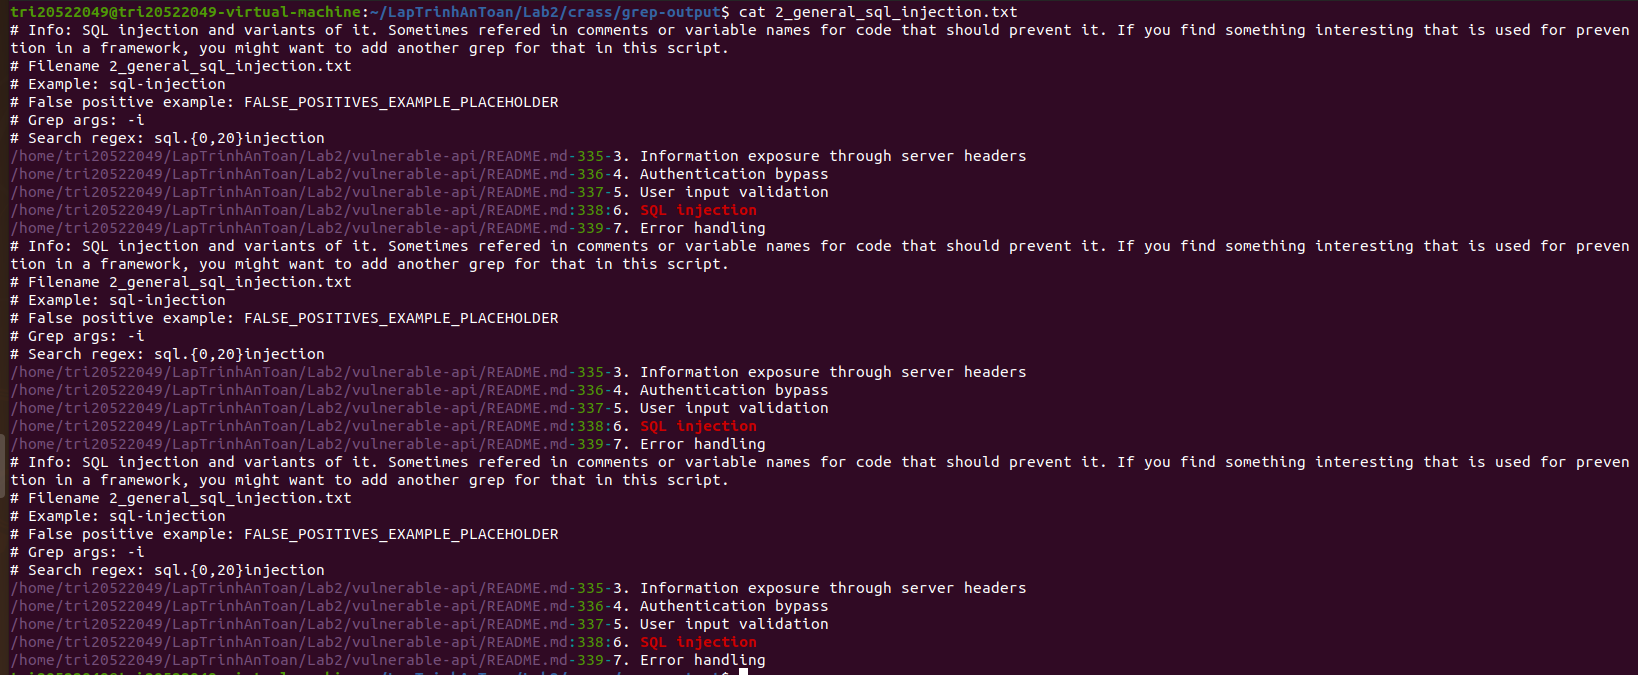 tri20522049@tri20522049-virtual-machine:~/LapTrinhAnToan/Lab2/crass/grep-output$ cat 2_general_sql_injection.txt
# Info: SQL injection and variants of it. Sometimes refered in comments or variable names for code that should prevent it. If you find something interesting that is used for preven
tion in a framework, you might want to add another grep for that in this script.
# Filename 2_general_sql_injection.txt
# Example: sql-injection
# False positive example: FALSE_POSITIVES_EXAMPLE_PLACEHOLDER
# Grep args: -i
# Search regex: sql.{0,20}injection
/home/tri20522049/LapTrinhAnToan/Lab2/vulnerable-api/README.md-335-3. Information exposure through server headers
/home/tri20522049/LapTrinhAnToan/Lab2/vulnerable-api/README.md-336-4. Authentication bypass
/home/tri20522049/LapTrinhAnToan/Lab2/vulnerable-api/README.md-337-5. User input validation
/home/tri20522049/LapTrinhAnToan/Lab2/vulnerable-api/README.md:338:6. SQL injection
/home/tri20522049/LapTrinhAnToan/Lab2/vulnerable-api/README.md-339-7. Error handling
# Info: SQL injection and variants of it. Sometimes refered in comments or variable names for code that should prevent it. If you find something interesting that is used for preven
tion in a framework, you might want to add another grep for that in this script.
# Filename 2_general_sql_injection.txt
# Example: sql-injection
# False positive example: FALSE_POSITIVES_EXAMPLE_PLACEHOLDER
# Grep args: -i
# Search regex: sql.{0,20}injection
/home/tri20522049/LapTrinhAnToan/Lab2/vulnerable-api/README.md-335-3. Information exposure through server headers
/home/tri20522049/LapTrinhAnToan/Lab2/vulnerable-api/README.md-336-4. Authentication bypass
/home/tri20522049/LapTrinhAnToan/Lab2/vulnerable-api/README.md-337-5. User input validation
/home/tri20522049/LapTrinhAnToan/Lab2/vulnerable-api/README.md:338:6. SQL injection
/home/tri20522049/LapTrinhAnToan/Lab2/vulnerable-api/README.md-339-7. Error handling
# Info: SQL injection and variants of it. Sometimes refered in comments or variable names for code that should prevent it. If you find something interesting that is used for preven
tion in a framework, you might want to add another grep for that in this script.
# Filename 2_general_sql_injection.txt
# Example: sql-injection
# False positive example: FALSE_POSITIVES_EXAMPLE_PLACEHOLDER
# Grep args: -i
# Search regex: sql.{0,20}injection
/home/tri20522049/LapTrinhAnToan/Lab2/vulnerable-api/README.md-335-3. Information exposure through server headers
/home/tri20522049/LapTrinhAnToan/Lab2/vulnerable-api/README.md-336-4. Authentication bypass
/home/tri20522049/LapTrinhAnToan/Lab2/vulnerable-api/README.md-337-5. User input validation
/home/tri20522049/LapTrinhAnToan/Lab2/vulnerable-api/README.md:338:6. SQL injection
/home/tri20522049/LapTrinhAnToan/Lab2/vulnerable-api/README.md-339-7. Error handling